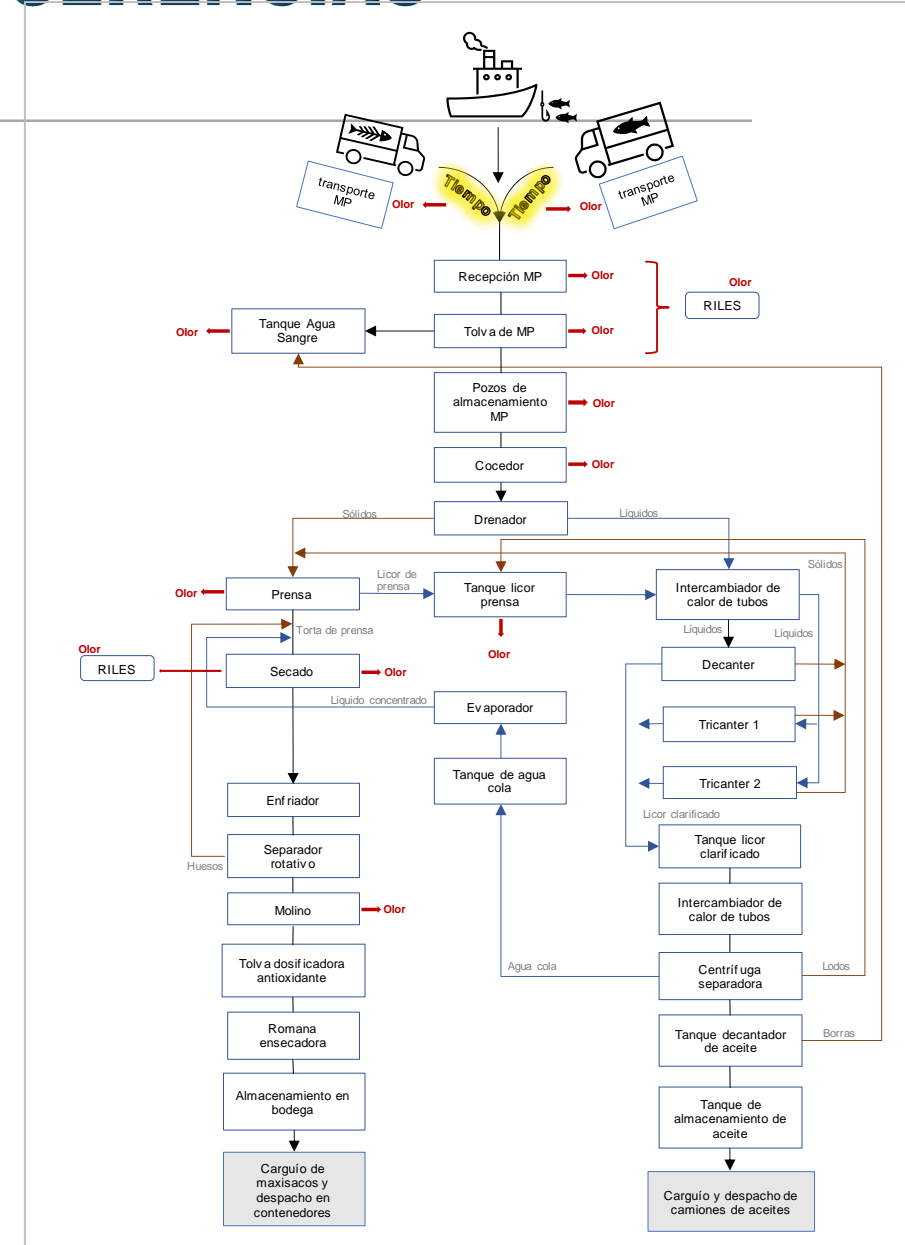 transporte
MP
Olor
Tiempo
Tiempo
Olor
transporte
MP
Recepción MP
Olor
Olor
RILES
Olor
Tanque Agua
Sangre
Tolva de MP
Olor
Pozos de
almacenamiento
MP
Olor
Cocedor
Olor
Sólidos
Drenador
Líquidos
Sólidos
Olor
Prensa
Licor de
prensa
Tanque licor
prensa
Intercambiador de
calor de tubos
Torta de prensa
Líquidos
Líquidos
Olor
RILES
Olor
Secado
Olor
Decanter
Líquido concentrado
Evaporador
Tricanter 1
Tanque de agua
cola
Tricanter 2
Enfriador
Licor clarificado
Tanque licor
clarificado
Separador
rotativo
Huesos
Intercambiador de
calor de tubos
Molino
Olor
Tolva dosificadora
antioxidante
Agua cola
Centrífuga
separadora
Lodos
Romana
ensecadora
Tanque decantador
de aceite
Borras
Almacenamiento en
bodega
Tanque de
almacenamiento de
aceite
Carguío de
maxisacos y
despacho en
contenedores
Carguío y despacho de
camiones de aceites